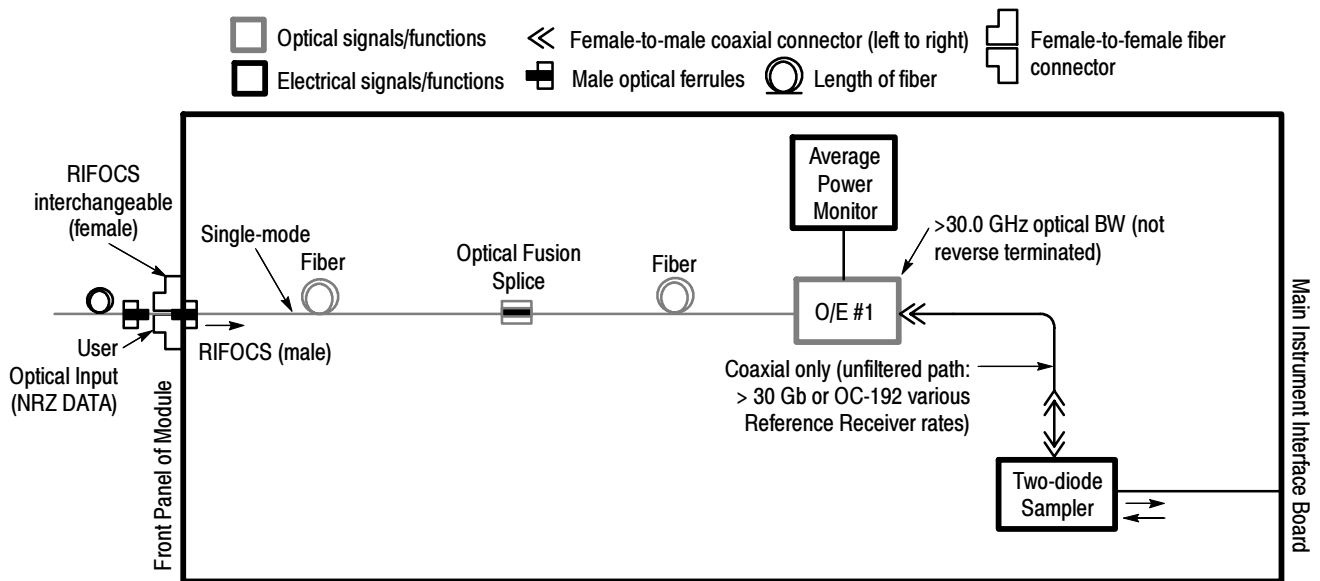 Optical signals/functions
Electrical signals/functions
Female-to-male coaxial connector (left to right)
Male optical ferrules
Length of fiber
Female-to-female fiber
connector
RIFOCS
interchangeable
(female)
Single-mode
Fiber
Optical Fusion
Splice
Fiber
Average
Power
Monitor
>30.0 GHz optical BW (not
reverse terminated)
O/E #1
User
Optical Input
(NRZ DATA)
RIFOCS (male)
Front Panel of Module
Coaxial only (unfiltered path:
> 30 Gb or OC-192 various
Reference Receiver rates)
Two-diode
Sampler
Main Instrument Interface Board